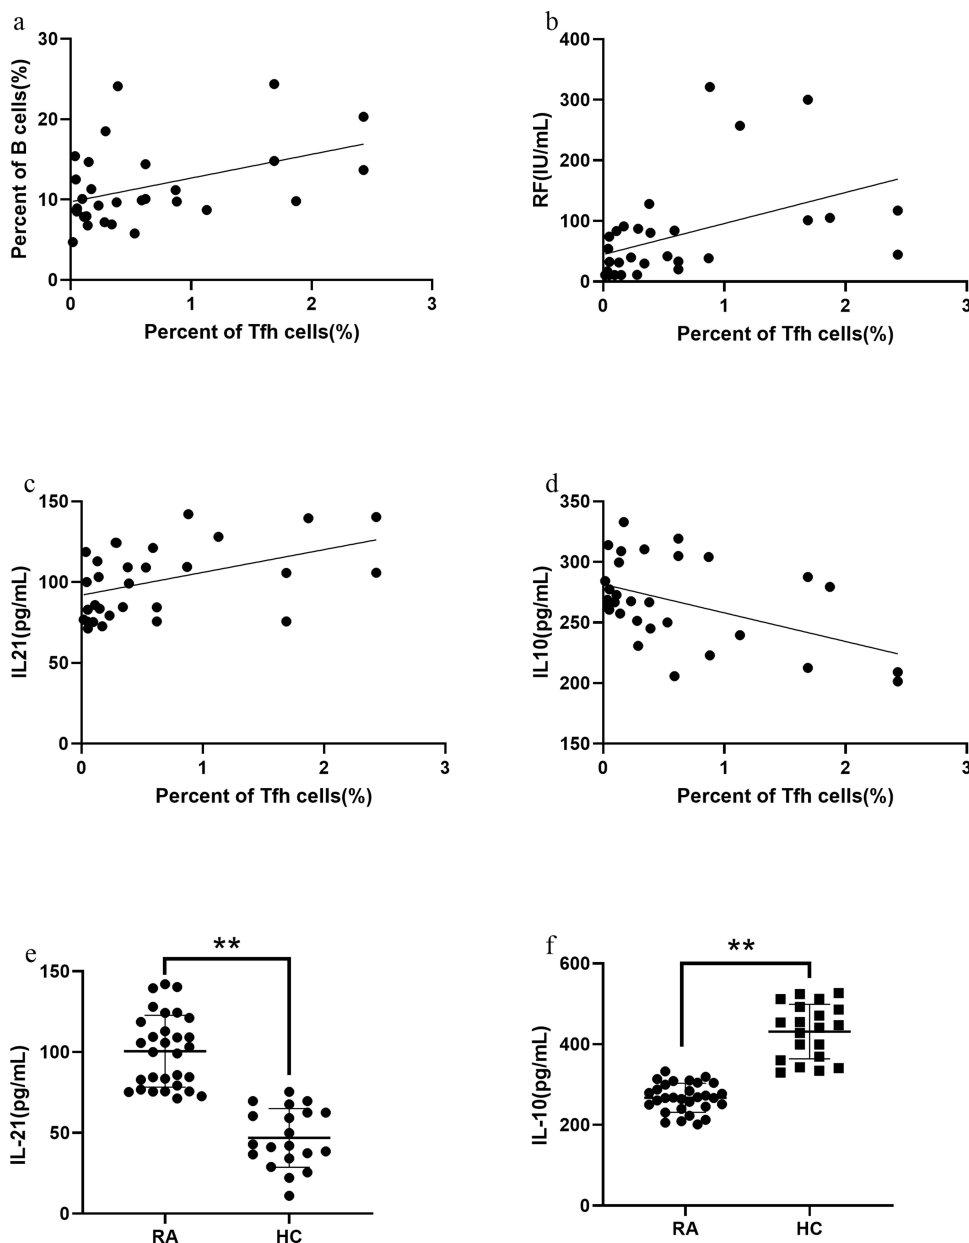 a
30
20
10
0
Percent of B cells(%)
0 1 2 3
Percent of Tfh cells(%)
b
400
300
200
100
0
RF(IU/mL)
0 1 2 3
Percent of Tfh cells(%)
c
150
100
50
0
IL21(pg/mL)
0 1 2 3
Percent of Tfh cells(%)
d
350
300
250
200
150
IL10(pg/mL)
0 1 2 3
Percent of Tfh cells(%)
e
**
150
100
50
0
IL-21(pg/mL)
RA HC
f
**
600
400
200
0
IL-10(pg/mL)
RA HC